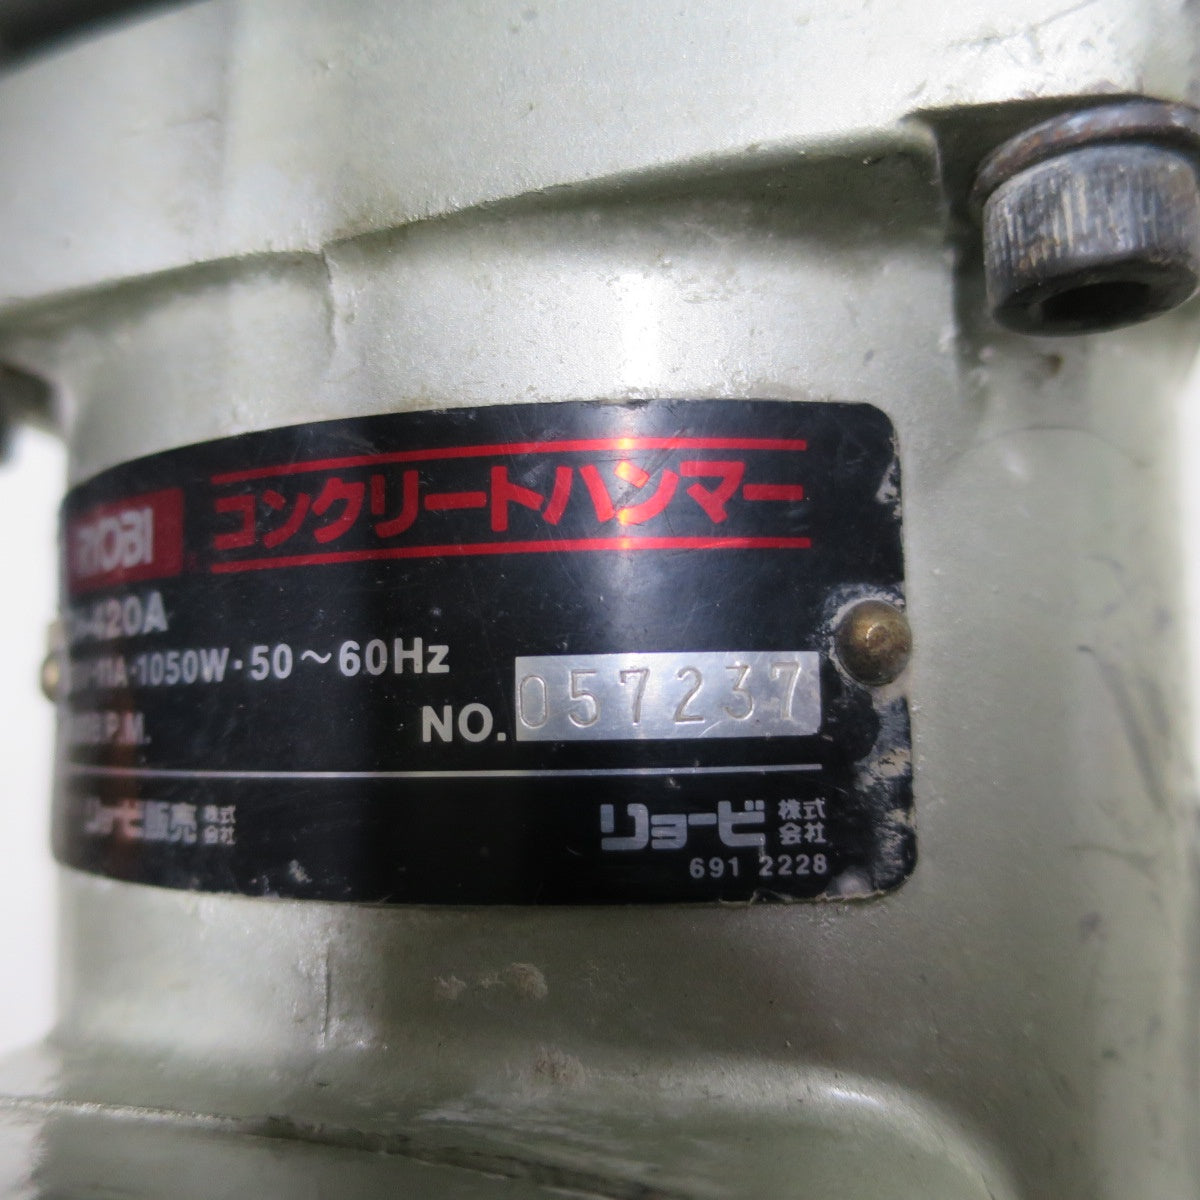 RYOBI コンクリートハンマー
-420A
11A・1050W・50～60Hz
P.M.
NO. 057237
リョービ販売 株式会社
リョービ 株式会社
691 2228